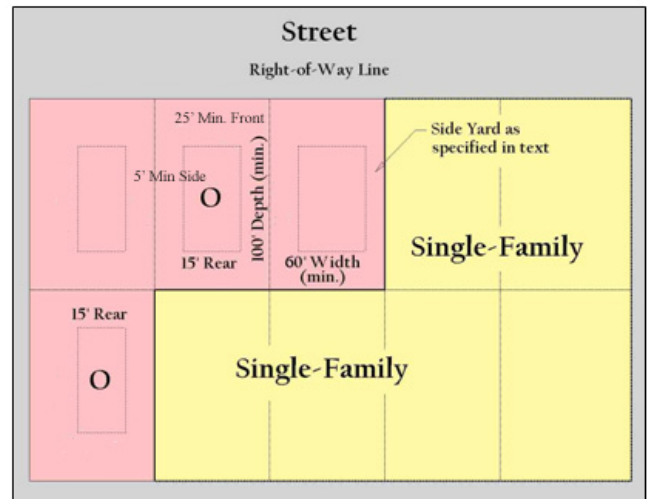 Street
Right-of-Way Line
25' Min. Front
Side Yard as
specified in text
5' Min Side
O
100' Depth (min.)
Single-Family
15' Rear
60' Width
(min.)
15' Rear
Single-Family
O